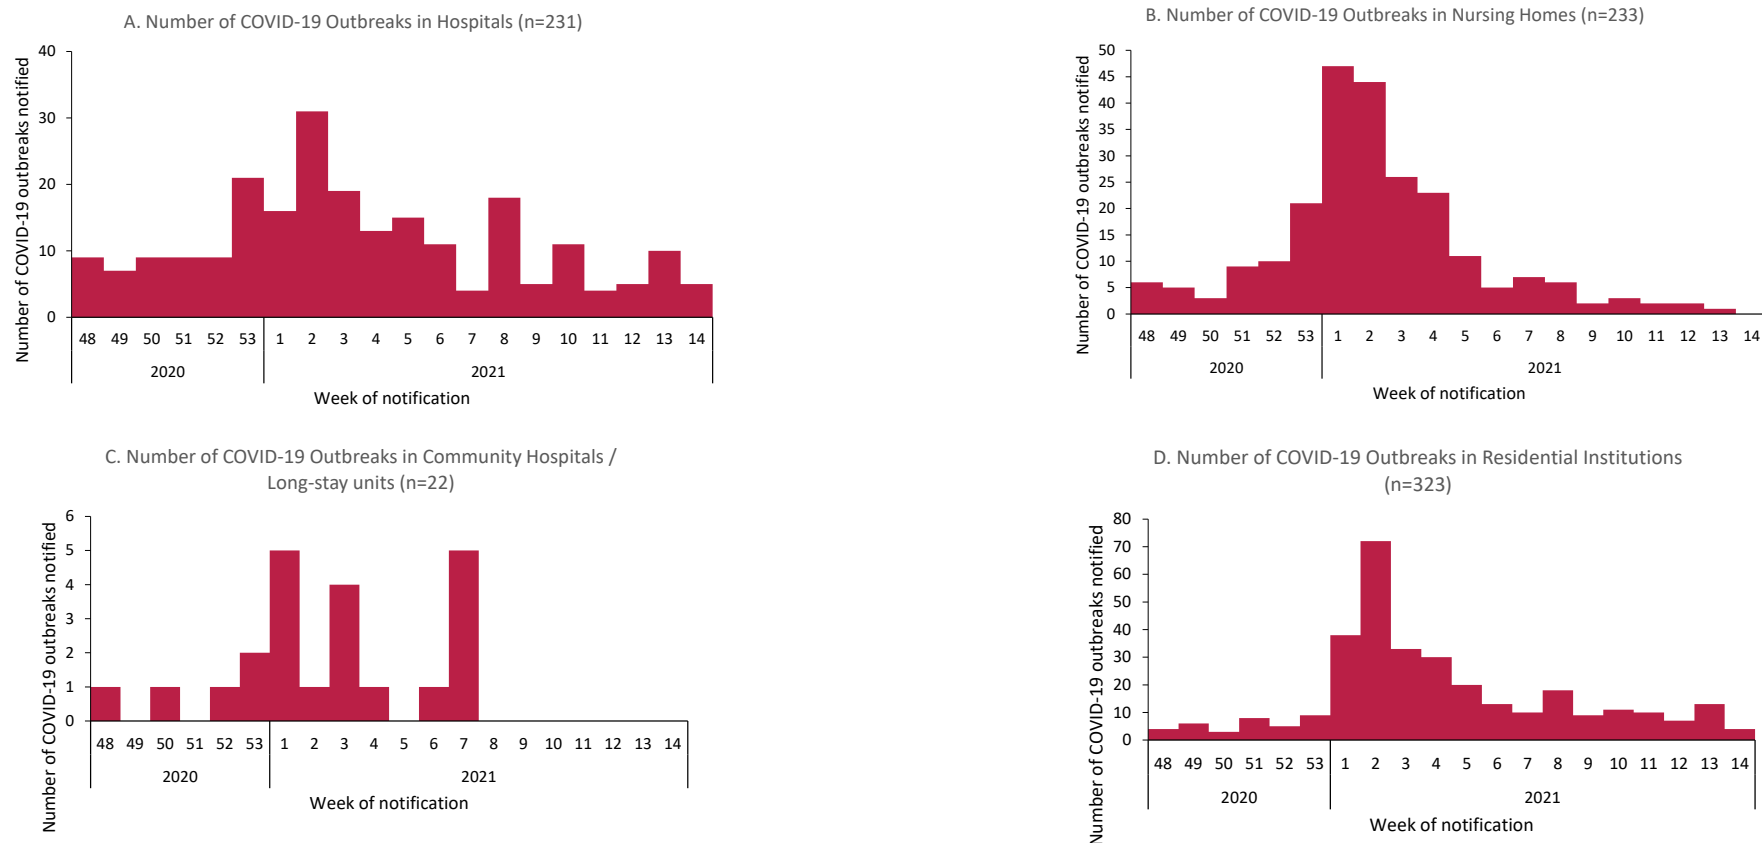 A. Number of COVID-19 Outbreaks in Hospitals (n=231)
Number of COVID-19 outbreaks notified
40
30
20
10
0
48 49 50 51 52 53 1 2 3 4 5 6 7 8 9 10 11 12 13 14
2020 2021
Week of notification
B. Number of COVID-19 Outbreaks in Nursing Homes (n=233)
Number of COVID-19 outbreaks notified
50
45
40
35
30
25
20
15
10
5
0
48 49 50 51 52 53 1 2 3 4 5 6 7 8 9 10 11 12 13 14
2020 2021
Week of notification
C. Number of COVID-19 Outbreaks in Community Hospitals /
Long-stay units (n=22)
Number of COVID-19 outbreaks notified
6
5
4
3
2
1
0
48 49 50 51 52 53 1 2 3 4 5 6 7 8 9 10 11 12 13 14
2020 2021
Week of notification
D. Number of COVID-19 Outbreaks in Residential Institutions
(n=323)
Number of COVID-19 outbreaks notified
80
70
60
50
40
30
20
10
0
48 49 50 51 52 53 1 2 3 4 5 6 7 8 9 10 11 12 13 14
2020 2021
Week of notification